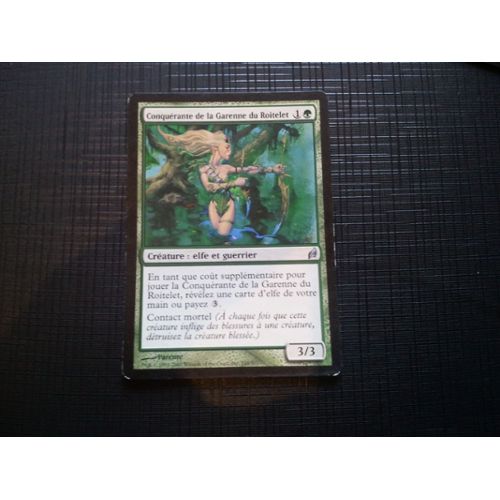 Conquérante de la Garenne du Roitelet 1
Créature : elfe et guerrier
En tant que coût supplémentaire pour
jouer la Conquérante de la Garenne du
Roitelet, révélez une carte d'elfe de votre
main ou payez 3.
Contact mortel (À chaque fois que cette
créature inflige des blessures à une créature,
détruisez la créature blessée.)
3/3
Parente